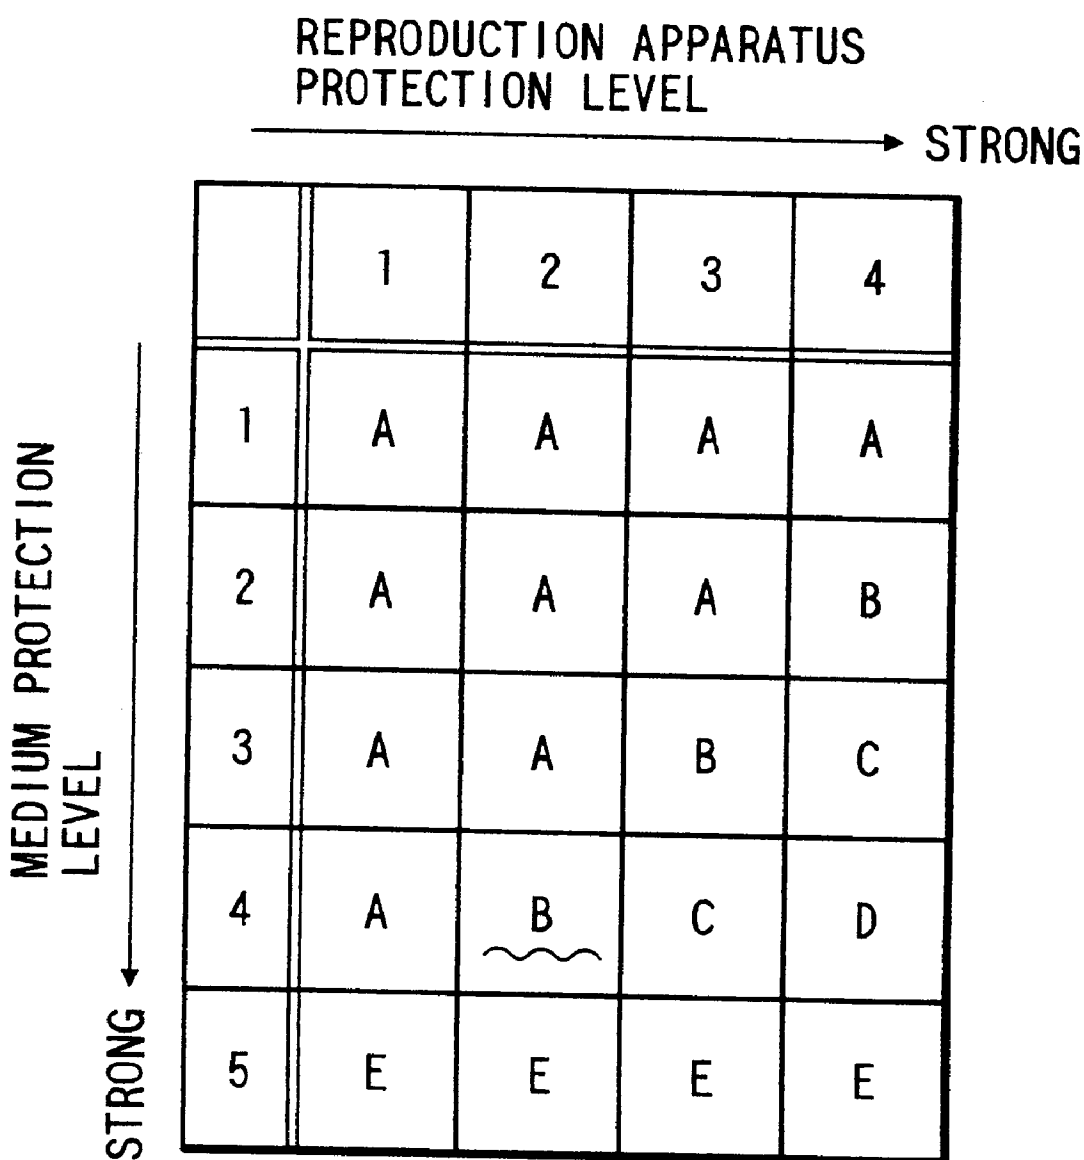 REPRODUCTION APPARATUS
PROTECTION LEVEL
STRONG
1 2 3 4
1 A A A A
2 A A A B
3 A A B C
4 A B C D
5 E E E E
MEDIUM PROTECTION
LEVEL
STRONG